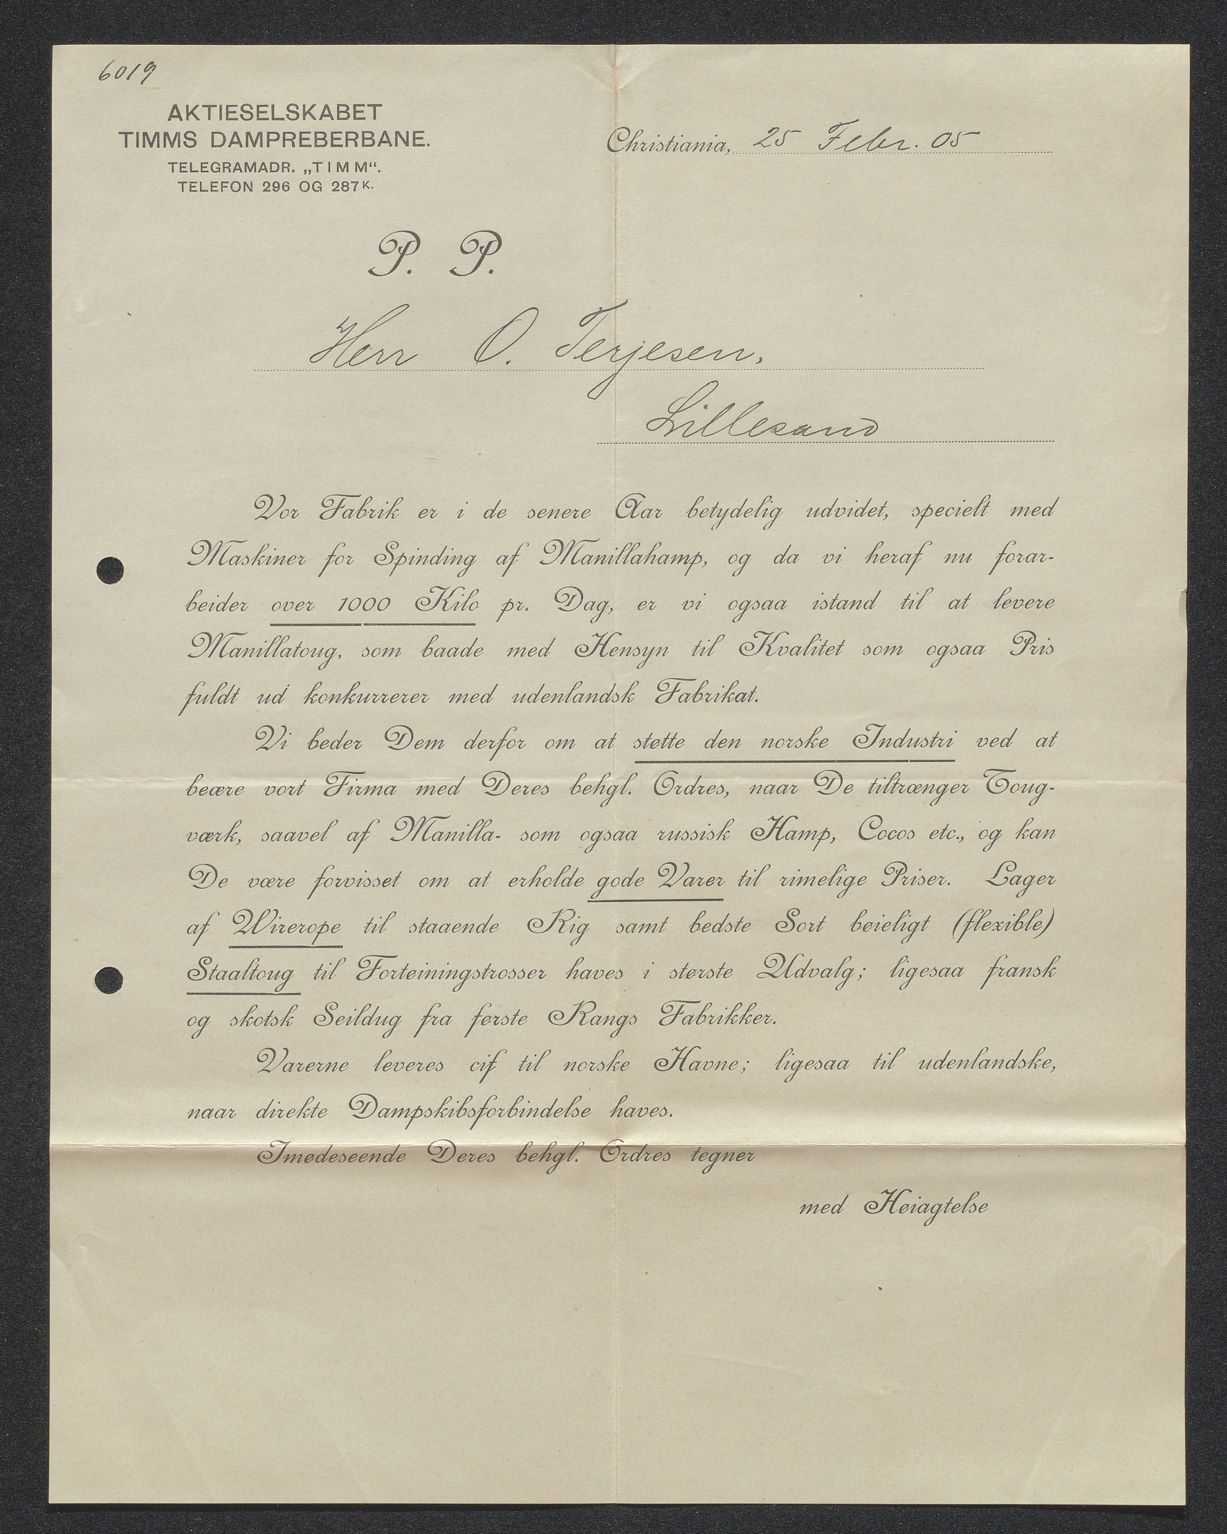 6019
AKTIESELSKABET
TIMMS DAMPREBERBANE.
TELEGRAMADR. „TIMM“.
TELEFON 296 OG 287K.
Christiania, 25 Febr. 05
P. P.
Herr O. Terjesen,
Lillesand
Vor Fabrik er i de senere Aar betydelig udvidet, specielt med
Maskiner for Spinding af Manillahamp, og da vi heraf nu forar-
beider over 1000 Kilo pr. Dag, er vi ogsaa istand til at levere
Manillatoug, som baade med Hensyn til Kvalitet som ogsaa Pris
fuldt ud konkurrerer med udenlandsk Fabrikat.
Vi beder Dem derfor om at støtte den norske Industri ved at
beære vort Firma med Deres behgl. Ordres, naar De tiltrænger Toug-
værk, saavel af Manilla- som ogsaa russisk Hamp, Cocos etc., og kan
De være forvisset om at erholde gode Varer til rimelige Priser. Lager
af Wirerope til staaende Rig samt bedste Sort bøieligt (flexible)
Staaltoug til Fortøiningstrosser haves i største Udvalg; ligesaa fransk
og skotsk Seildug fra første Rangs Fabrikker.
Varerne leveres cif til norske Havne; ligesaa til udenlandske,
naar direkte Dampskibsforbindelse haves.
Imødeseende Deres behgl. Ordres tegner
med Høiagtelse